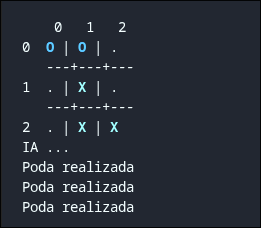 0 1 2
0 O | O | .
---+---+---
1 . | X | .
---+---+---
2 . | X | X
IA ...
Poda realizada
Poda realizada
Poda realizada